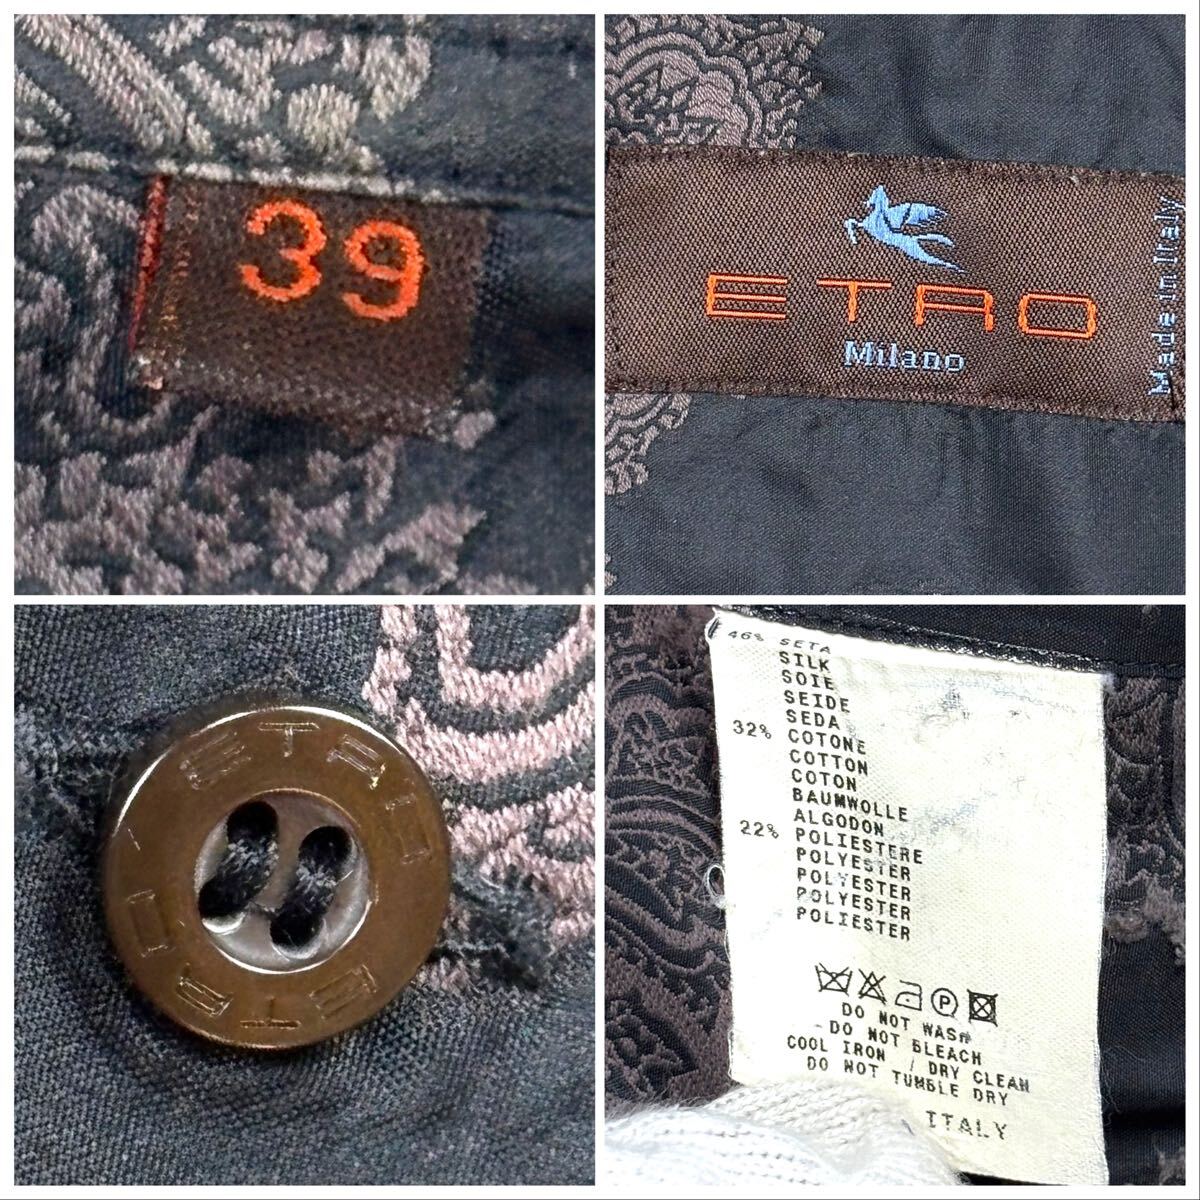 39
ETRO
Milano
Made in Italy
ETRO
ETRO
46% SETA
SILK
SOIE
SEIDE
SEDA
32% COTONE
COTTON
COTON
BAUMWOLLE
ALGODON
22% POLIESTERE
POLYESTER
POLYESTER
POLYESTER
POLIESTER
P
DO NOT WASH
DO NOT BLEACH
COOL IRON / DRY CLEAN
DO NOT TUMBLE DRY
ITALY